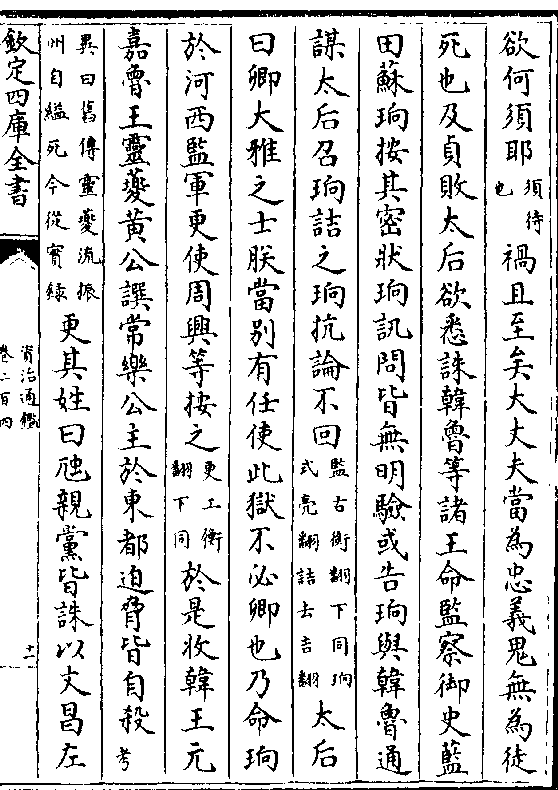 欲何須耶須待也禍且至矣大丈夫當為忠義鬼無為徒
死也及貞敗太后欲悉誅韓魯等諸王命監察御史藍
田蘇珦按其密狀珦訊問皆無明驗或告珦與韓魯通
謀太后召珦詰之珦抗論不回監古銜翻下同珦式亮翻詰去吉翻太后
曰卿大雅之士朕當別有任使此獄不必卿也乃命珦
於河西監軍更使周興等按之更工衡翻下同於是收韓王元
嘉魯王靈夔黃公譔常樂公主於東都迫脅皆自殺考
異曰舊傳靈夔流振州自縊死今從實錄更其姓曰虺親黨皆誅以文昌左
欽定四庫全書
資治通鑑
卷二百四
十一